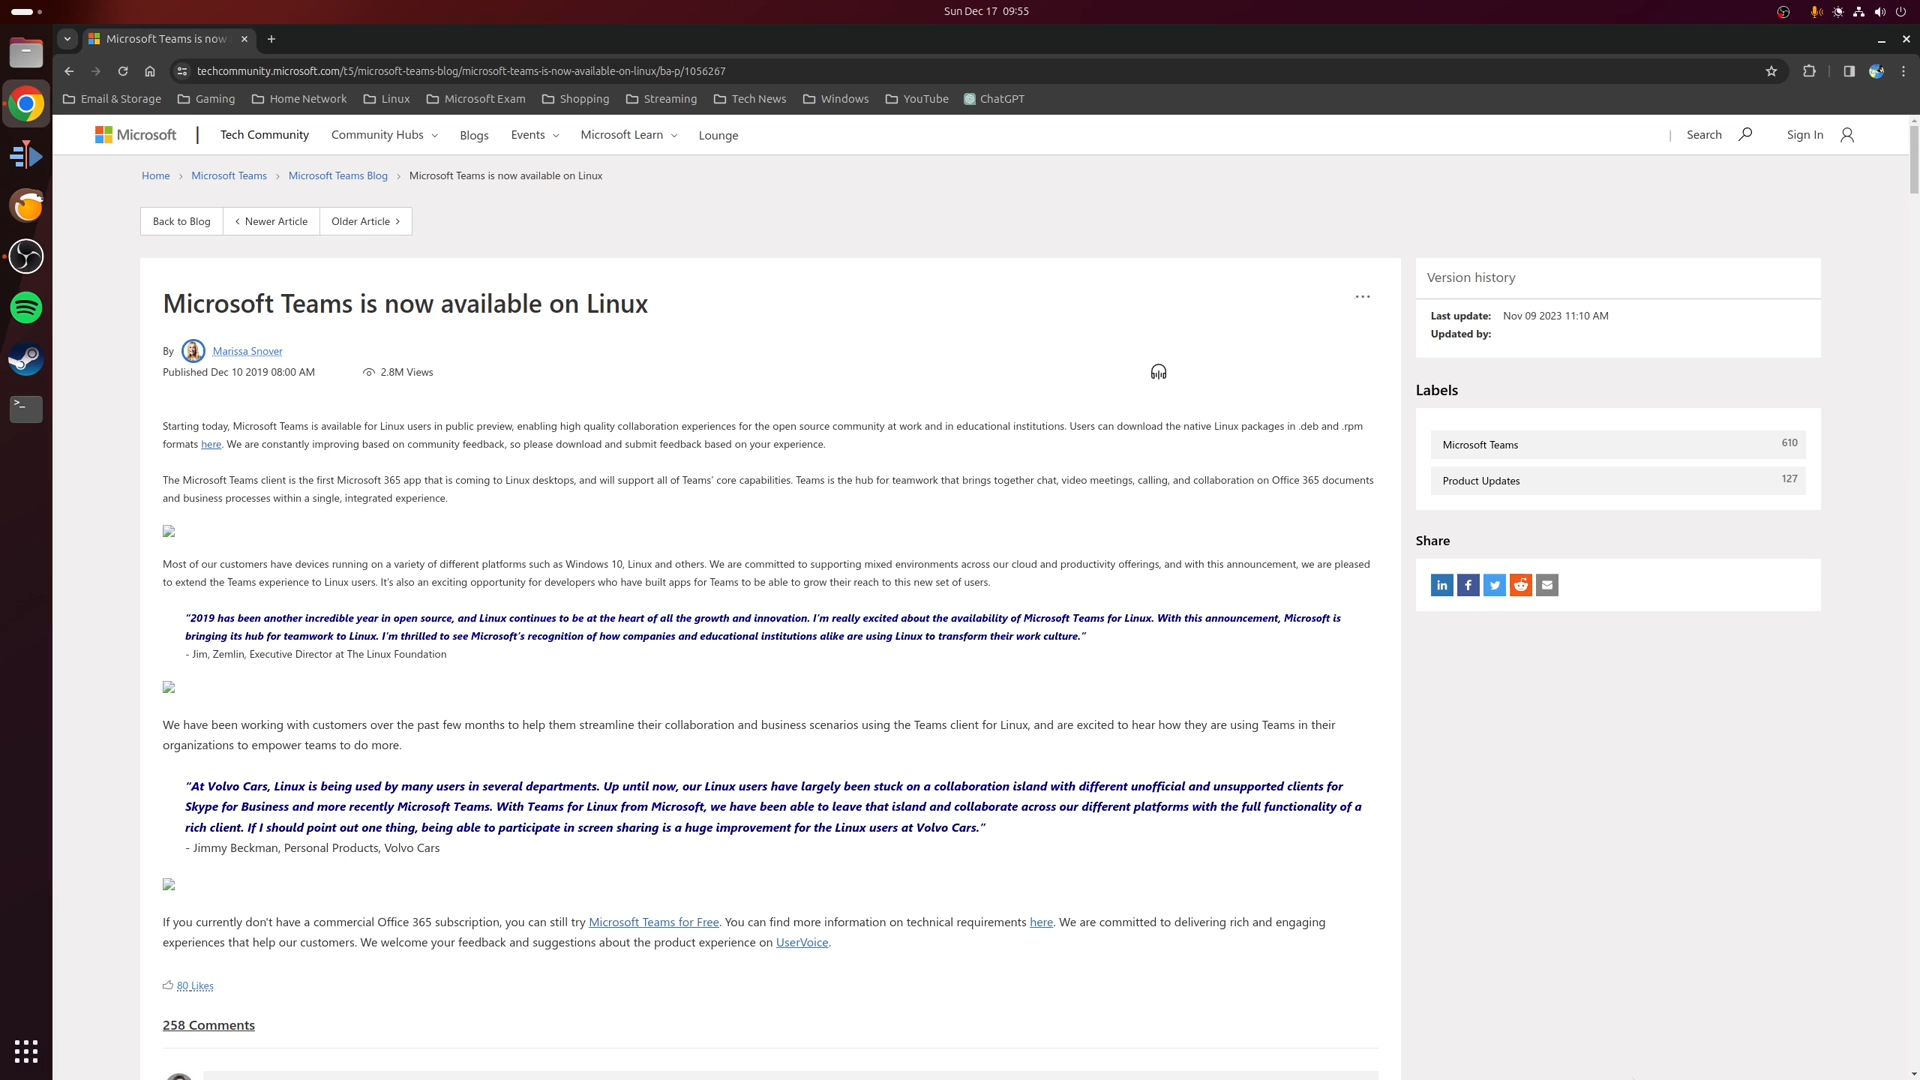 Sun Dec 17 09:55
Microsoft Teams is now
techcommunity.microsoft.com/t5/microsoft-teams-blog/microsoft-teams-is-now-available-on-linux/ba-p/1056267
Email & Storage Gaming Home Network Linux Microsoft Exam Shopping Streaming Tech News Windows YouTube ChatGPT
Microsoft | Tech Community Community Hubs Blogs Events Microsoft Learn Lounge | Search Sign In
Home > Microsoft Teams > Microsoft Teams Blog > Microsoft Teams is now available on Linux
Back to Blog < Newer Article Older Article >
Microsoft Teams is now available on Linux
By Marissa Snover
Published Dec 10 2019 08:00 AM 2.8M Views
Starting today, Microsoft Teams is available for Linux users in public preview, enabling high quality collaboration experiences for the open source community at work and in educational institutions. Users can download the native Linux packages in .deb and .rpm
formats here. We are constantly improving based on community feedback, so please download and submit feedback based on your experience.
The Microsoft Teams client is the first Microsoft 365 app that is coming to Linux desktops, and will support all of Teams' core capabilities. Teams is the hub for teamwork that brings together chat, video meetings, calling, and collaboration on Office 365 documents
and business processes within a single, integrated experience.
Most of our customers have devices running on a variety of different platforms such as Windows 10, Linux and others. We are committed to supporting mixed environments across our cloud and productivity offerings, and with this announcement, we are pleased
to extend the Teams experience to Linux users. It's also an exciting opportunity for developers who have built apps for Teams to be able to grow their reach to this new set of users.
"2019 has been another incredible year in open source, and Linux continues to be at the heart of all the growth and innovation. I'm really excited about the availability of Microsoft Teams for Linux. With this announcement, Microsoft is
bringing its hub for teamwork to Linux. I'm thrilled to see Microsoft's recognition of how companies and educational institutions alike are using Linux to transform their work culture."
- Jim, Zemlin, Executive Director at The Linux Foundation
We have been working with customers over the past few months to help them streamline their collaboration and business scenarios using the Teams client for Linux, and are excited to hear how they are using Teams in their
organizations to empower teams to do more.
"At Volvo Cars, Linux is being used by many users in several departments. Up until now, our Linux users have largely been stuck on a collaboration island with different unofficial and unsupported clients for
Skype for Business and more recently Microsoft Teams. With Teams for Linux from Microsoft, we have been able to leave that island and collaborate across our different platforms with the full functionality of a
rich client. If I should point out one thing, being able to participate in screen sharing is a huge improvement for the Linux users at Volvo Cars."
- Jimmy Beckman, Personal Products, Volvo Cars
If you currently don't have a commercial Office 365 subscription, you can still try Microsoft Teams for Free. You can find more information on technical requirements here. We are committed to delivering rich and engaging
experiences that help our customers. We welcome your feedback and suggestions about the product experience on UserVoice.
80 Likes
258 Comments
Version history
Last update: Nov 09 2023 11:10 AM
Updated by:
Labels
Microsoft Teams 610
Product Updates 127
Share